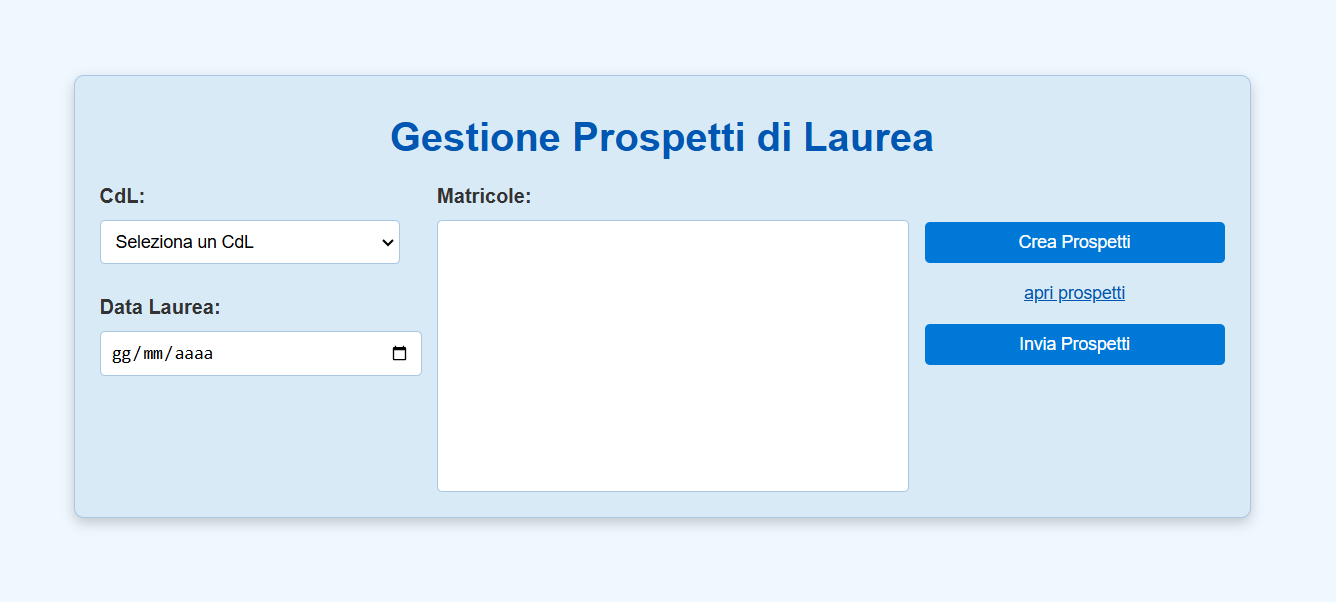 Gestione Prospetti di Laurea
CdL:
Seleziona un CdL
Data Laurea:
gg/mm/aaaa
Matricole:
Crea Prospetti
apri prospetti
Invia Prospetti